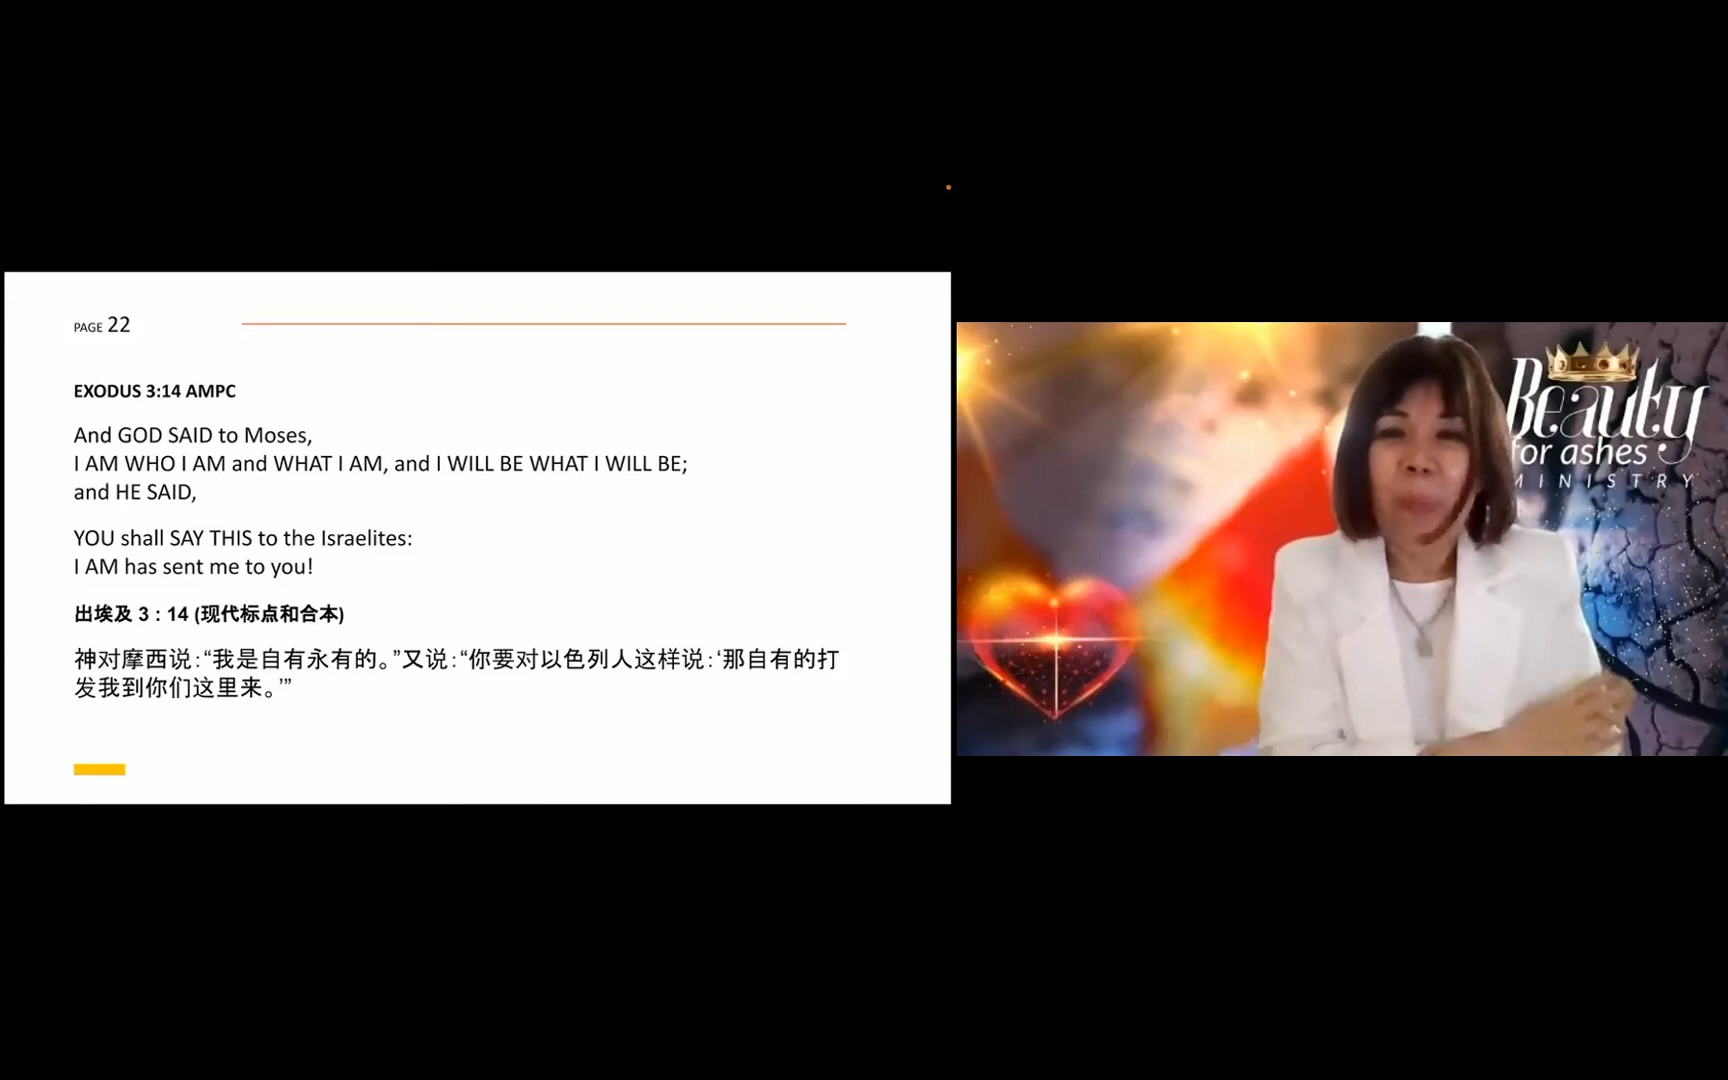 PAGE 22
EXODUS 3:14 AMPC
And GOD SAID to Moses,
I AM WHO I AM and WHAT I AM, and I WILL BE WHAT I WILL BE;
and HE SAID,
YOU shall SAY THIS to the Israelites:
I AM has sent me to you!
出埃及 3：14 (现代标点和合本)
神对摩西说：“我是自有永有的。”又说：“你要对以色列人这样说：‘那自有的打
发我到你们这里来。’”
Beauty
for ashes
MINISTRY